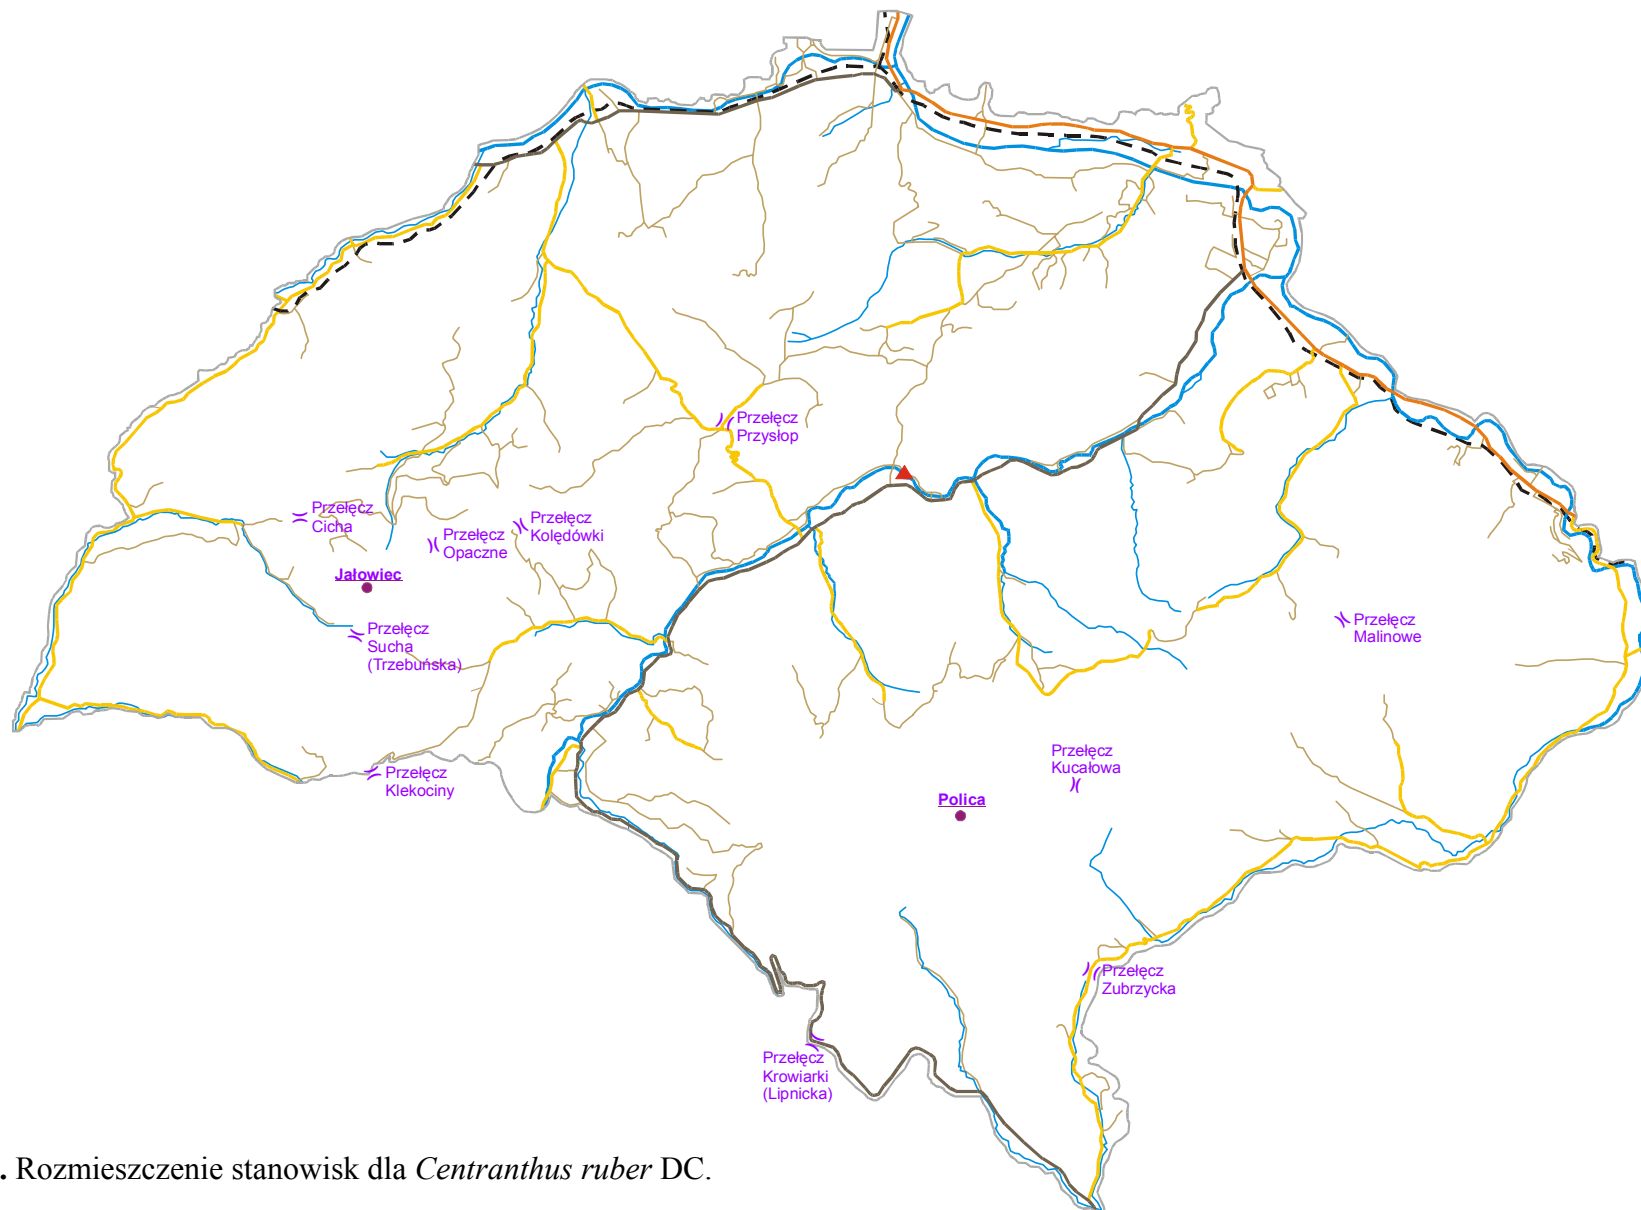 Przełęcz
Przysłop
Przełęcz
Cicha
Przełęcz
Kolędówki
Przełęcz
Opaczne
Jałowiec
Przełęcz
Sucha
(Trzebuńska)
Przełęcz
Malinowe
Przełęcz
Klekociny
Przełęcz
Kucałowa
Polica
Przełęcz
Zubrzycka
Przełęcz
Krowiarki
(Lipnicka)
. Rozmieszczenie stanowisk dla Centranthus ruber DC.